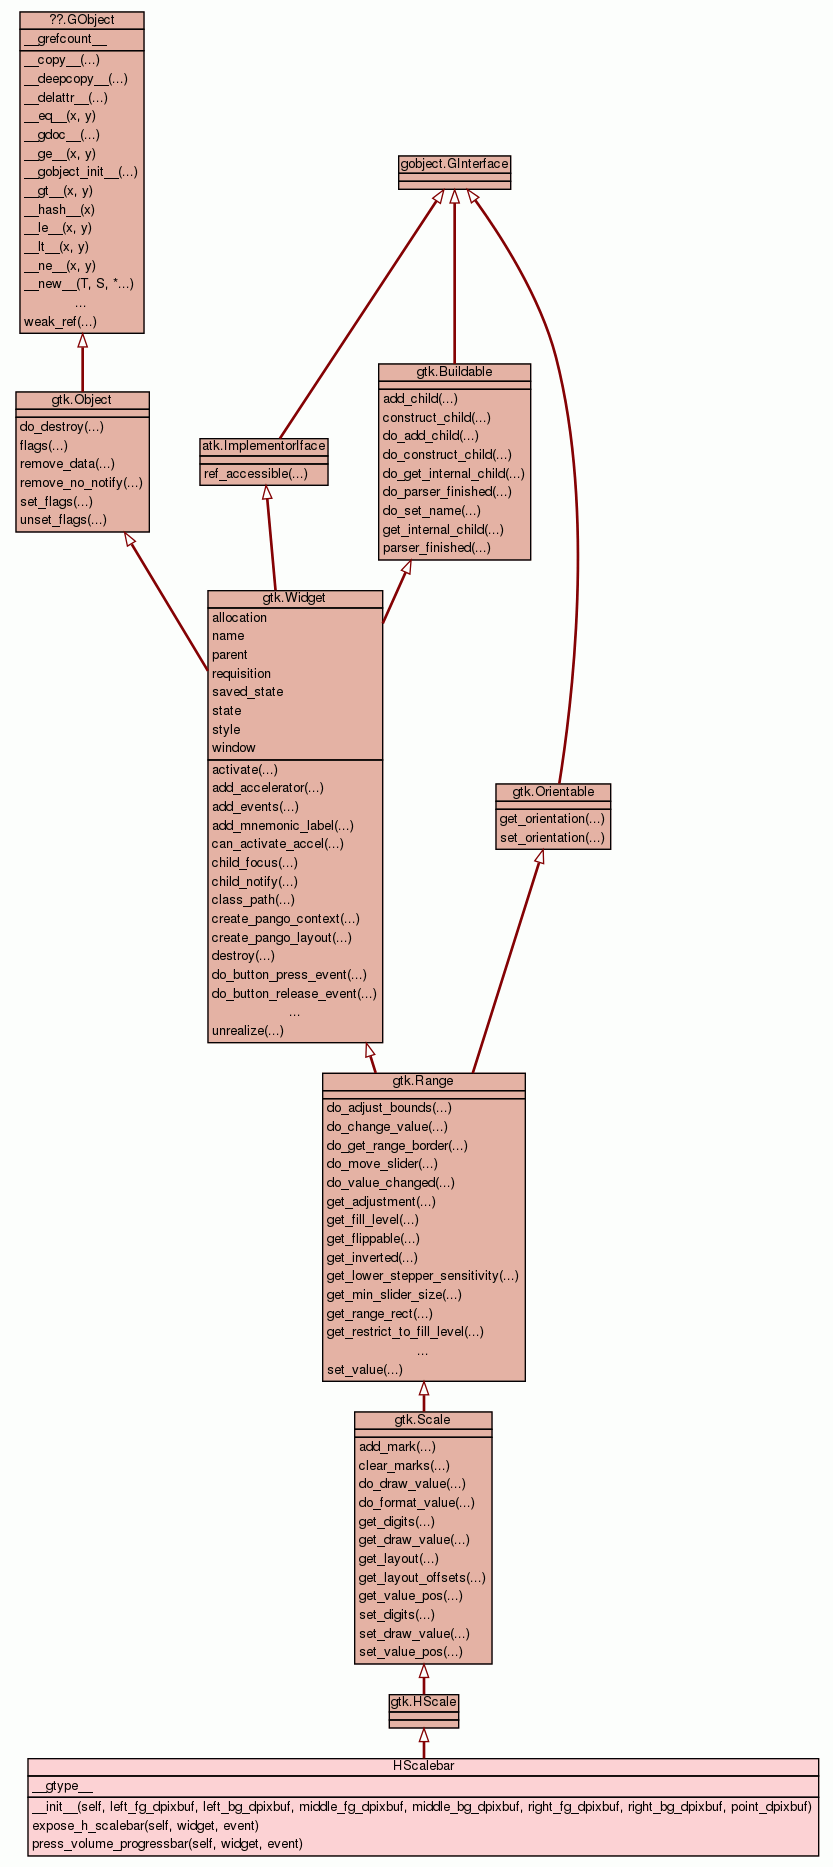 ??.GObject
__grefcount__
__copy__(...)
__deepcopy__(...)
__delattr__(...)
__eq__(x, y)
__gdoc__(...)
__ge__(x, y)
__gobject_init__(...)
__gt__(x, y)
__hash__(x)
__le__(x, y)
__lt__(x, y)
__ne__(x, y)
__new__(T, S, *...)
...
weak_ref(...)
gobject.GInterface
gtk.Object
do_destroy(...)
flags(...)
remove_data(...)
remove_no_notify(...)
set_flags(...)
unset_flags(...)
atk.ImplementorIface
ref_accessible(...)
gtk.Buildable
add_child(...)
construct_child(...)
do_add_child(...)
do_construct_child(...)
do_get_internal_child(...)
do_parser_finished(...)
do_set_name(...)
get_internal_child(...)
parser_finished(...)
gtk.Widget
allocation
name
parent
requisition
saved_state
state
style
window
activate(...)
add_accelerator(...)
add_events(...)
add_mnemonic_label(...)
can_activate_accel(...)
child_focus(...)
child_notify(...)
class_path(...)
create_pango_context(...)
create_pango_layout(...)
destroy(...)
do_button_press_event(...)
do_button_release_event(...)
...
unrealize(...)
gtk.Orientable
get_orientation(...)
set_orientation(...)
gtk.Range
do_adjust_bounds(...)
do_change_value(...)
do_get_range_border(...)
do_move_slider(...)
do_value_changed(...)
get_adjustment(...)
get_fill_level(...)
get_flippable(...)
get_inverted(...)
get_lower_stepper_sensitivity(...)
get_min_slider_size(...)
get_range_rect(...)
get_restrict_to_fill_level(...)
...
set_value(...)
gtk.Scale
add_mark(...)
clear_marks(...)
do_draw_value(...)
do_format_value(...)
get_digits(...)
get_draw_value(...)
get_layout(...)
get_layout_offsets(...)
get_value_pos(...)
set_digits(...)
set_draw_value(...)
set_value_pos(...)
gtk.HScale
HScalebar
__gtype__
__init__(self, left_fg_dpixbuf, left_bg_dpixbuf, middle_fg_dpixbuf, middle_bg_dpixbuf, right_fg_dpixbuf, right_bg_dpixbuf, point_dpixbuf)
expose_h_scalebar(self, widget, event)
press_volume_progressbar(self, widget, event)